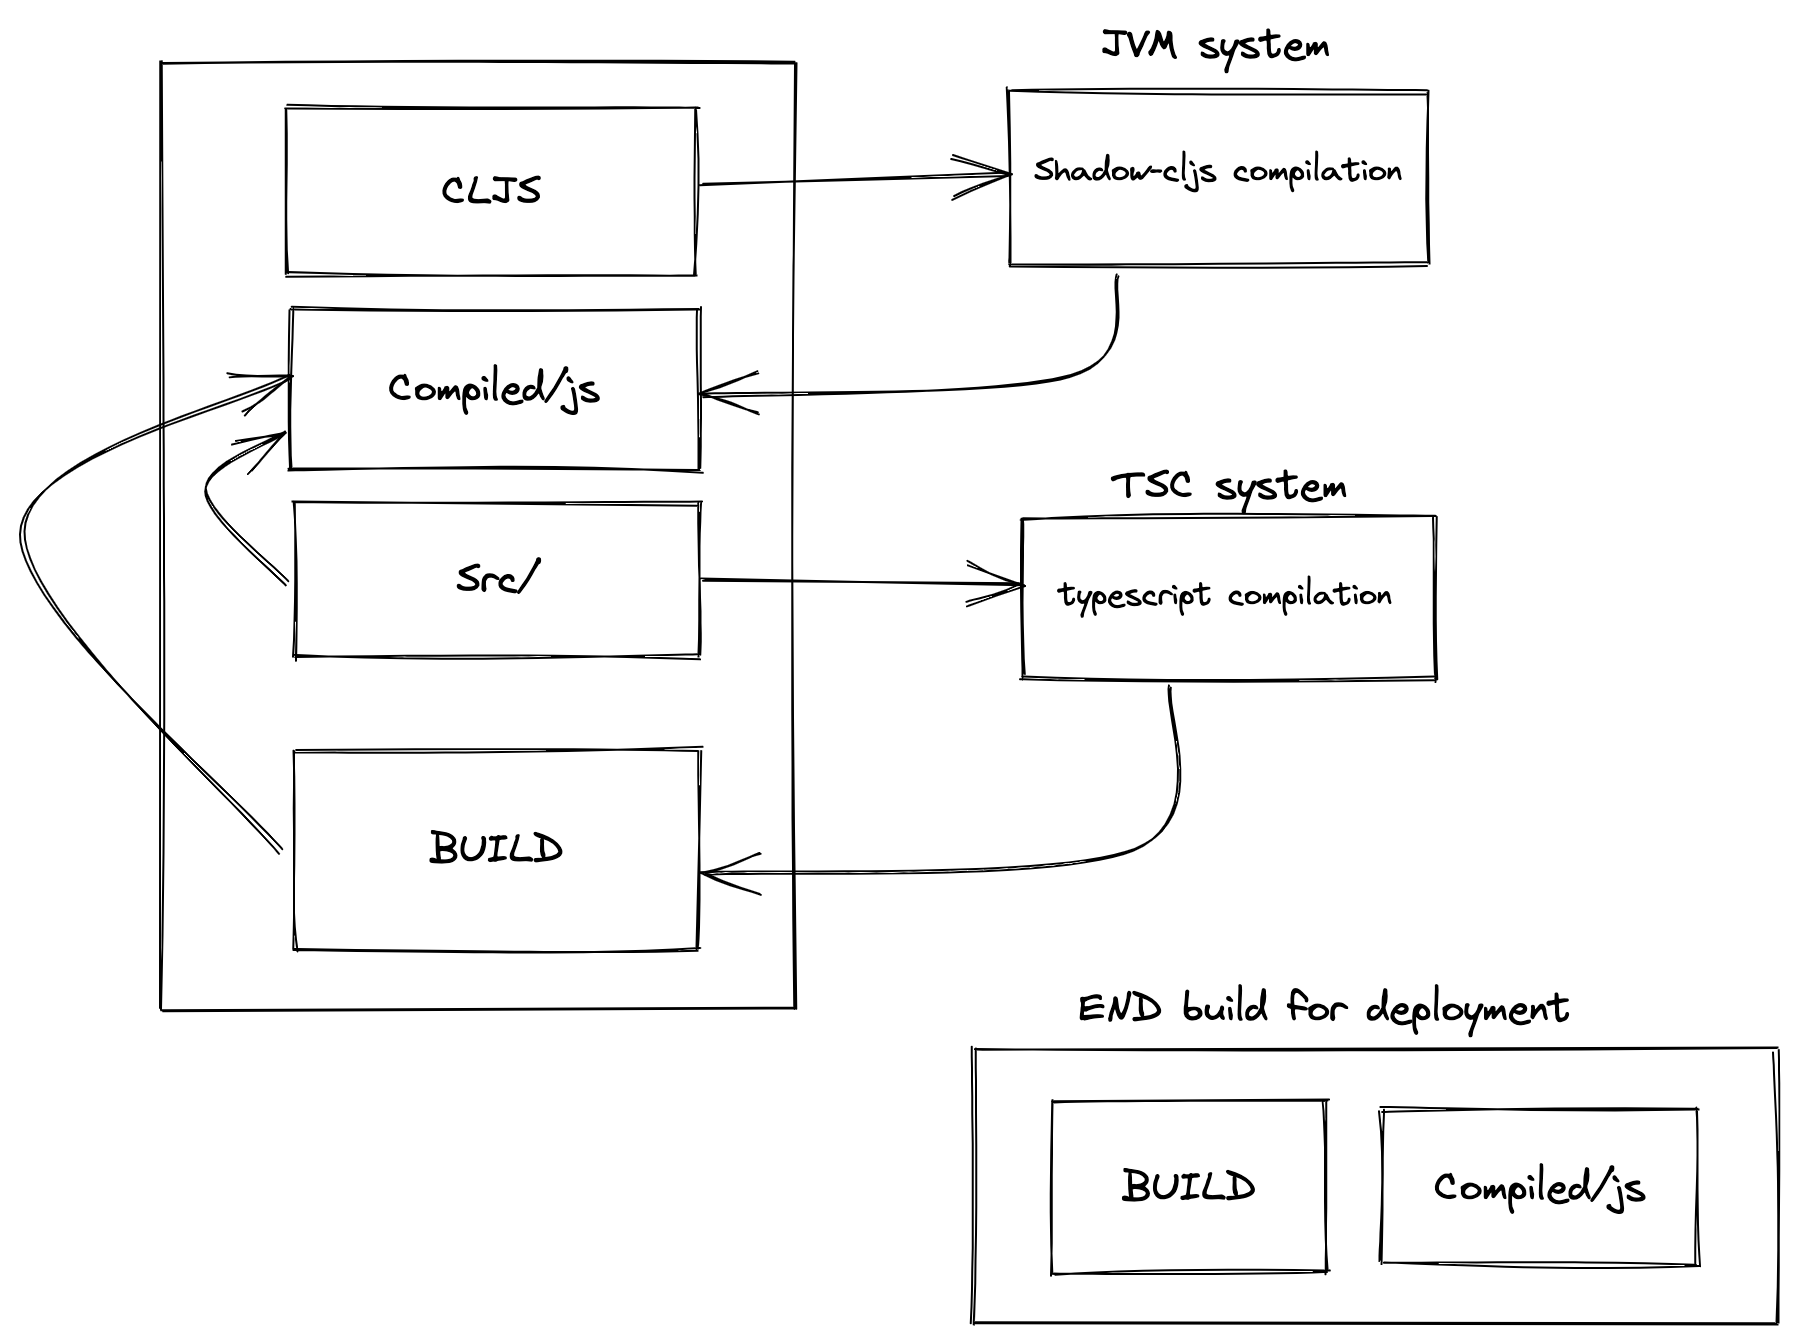 JVM system
CLJS
Shadow-cljs compilation
Compiled/js
TSC system
Src/
typescript compilation
BUILD
END build for deployment
BUILD
Compiled/js